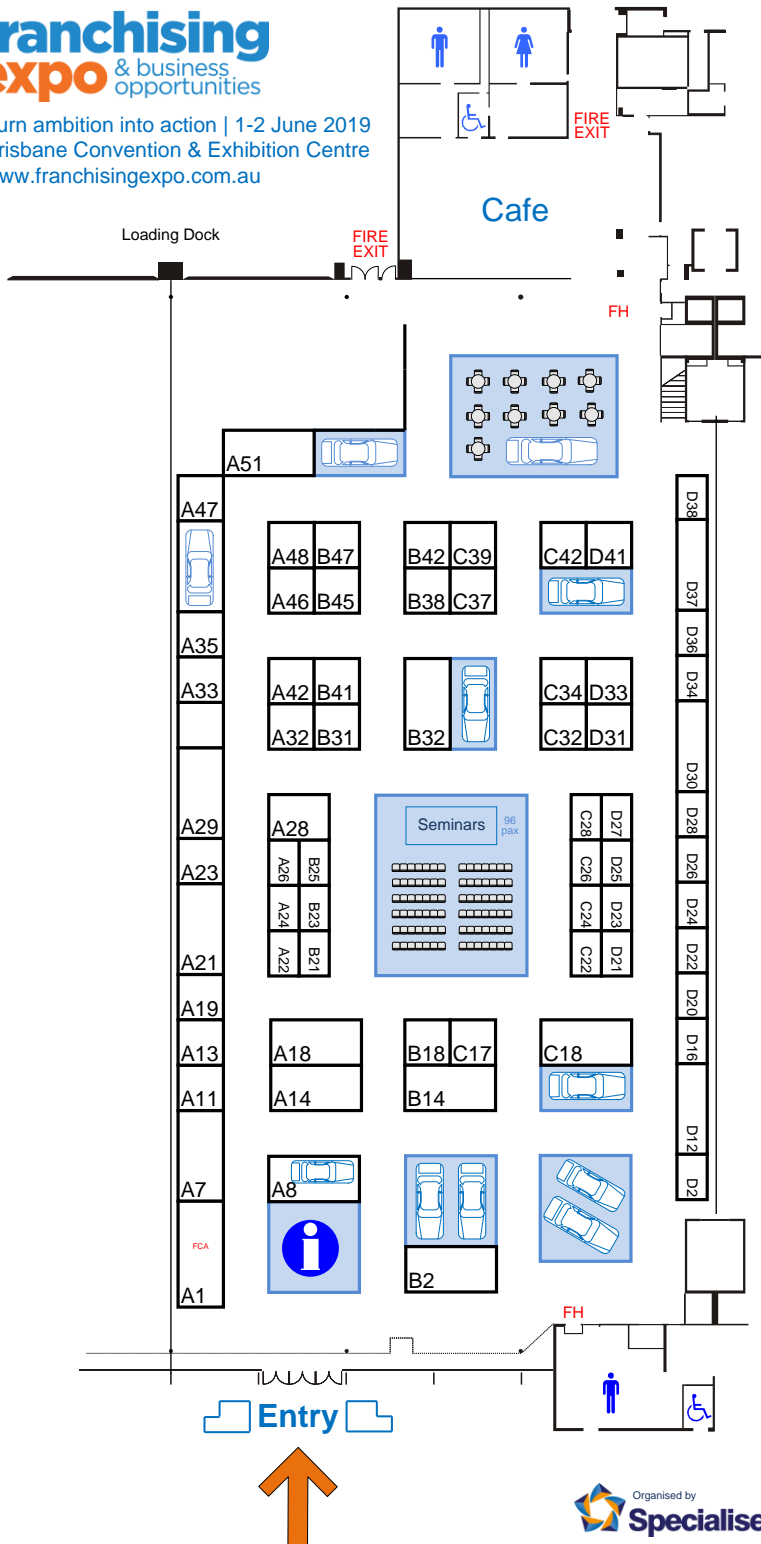 ranchising
expo & business
opportunities
urn ambition into action | 1-2 June 2019
risbane Convention & Exhibition Centre
ww.franchisingexpo.com.au
FIRE
EXIT
Cafe
Loading Dock
FIRE
EXIT
FH
A51
A47
D38
A48 B47
B42 C39
C42 D41
A46 B45
B38 C37
D37
A35
D36
A33
A42 B41
C34 D33
D34
A32 B31
B32
C32 D31
D30
A29
A28
Seminars
96
pax
C28 D27
D28
A23
A26 B25
C26 D25
D26
A24 B23
C24 D23
D24
A21
A22 B21
C22 D21
D22
A19
D20
A13
A18
B18 C17
C18
D16
A11
A14
B14
D12
A7
A8
D2
FCA
i
A1
B2
FH
Entry
Organised by
Specialise